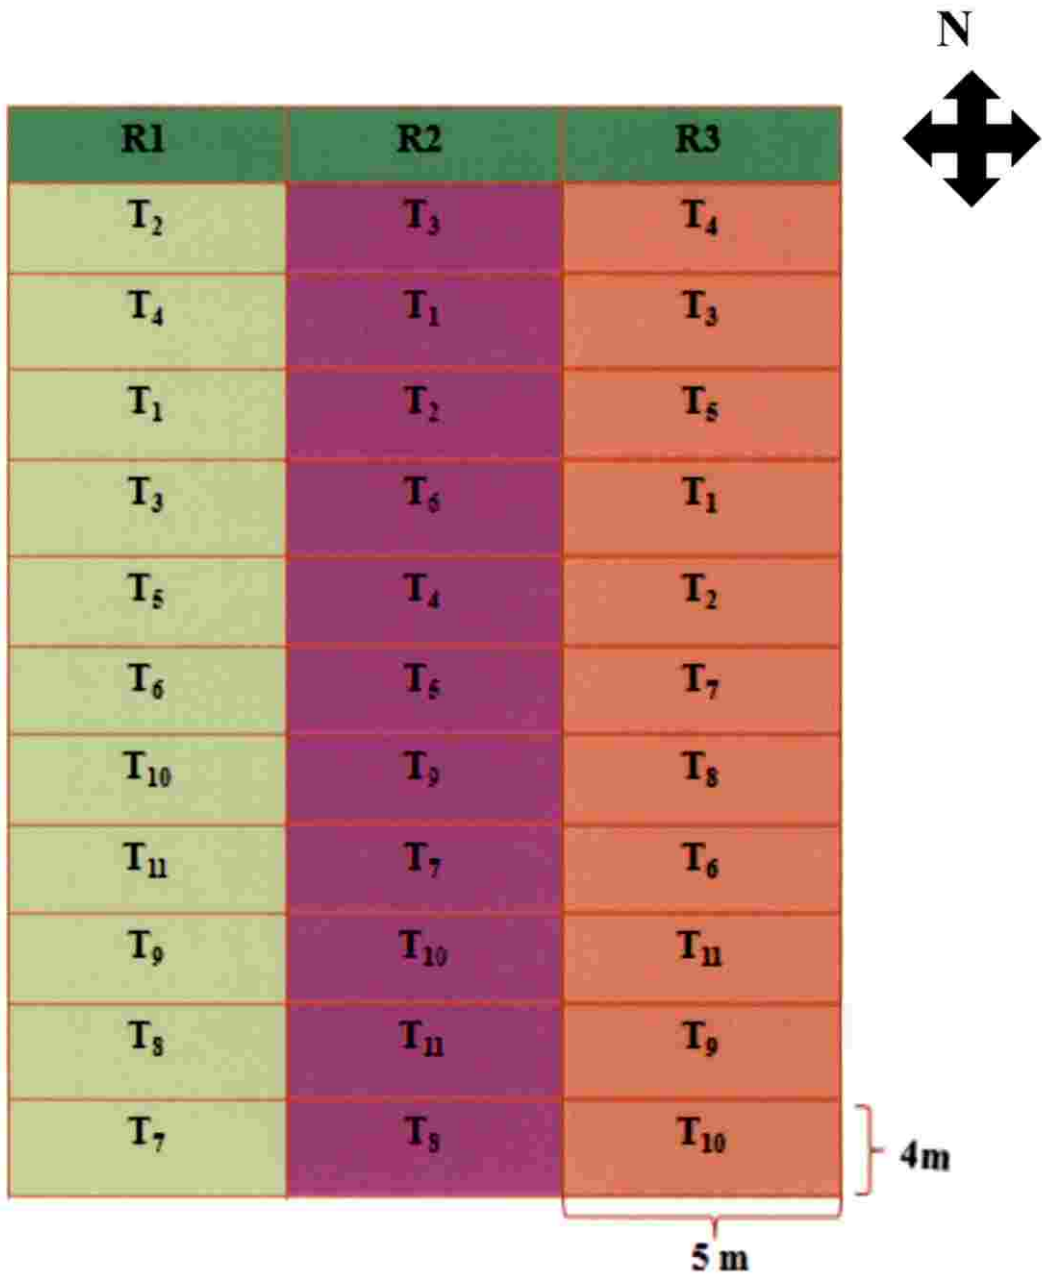 N
R1 R2 R3
T₂ T₃ T₄
T₄ T₁ T₃
T₁ T₂ T₅
T₃ T₆ T₁
T₅ T₄ T₂
T₆ T₅ T₇
T₁₀ T₉ T₈
T₁₁ T₇ T₆
T₉ T₁₀ T₁₁
T₈ T₁₁ T₉
T₇ T₈ T₁₀
4m
5 m